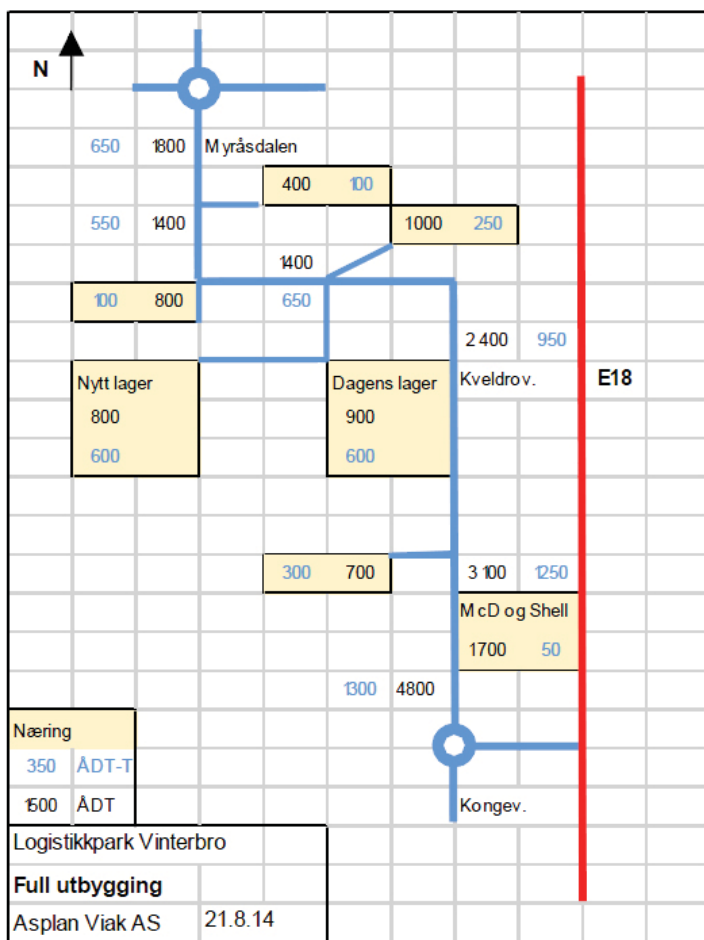 N
650 1800 Myråsdalen
400 100
550 1400
1000 250
1400
100 800
650
2 400 950
Nytt lager
800
600
Dagens lager
900
600
Kveldrov.
E18
300 700
3 100 1250
McD og Shell
1700 50
1300 4800
Næring
350 ÅDT-T
1500 ÅDT
Kongev.
Logistikkpark Vinterbro
Full utbygging
Asplan Viak AS 21.8.14